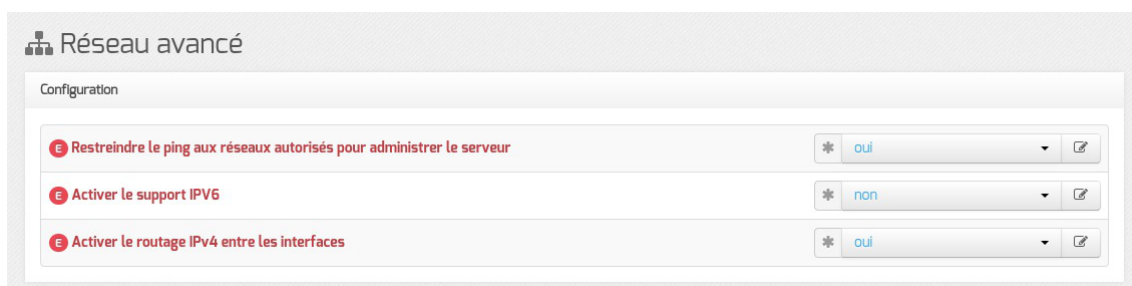 Réseau avancé
Configuration
E Restreindre le ping aux réseaux autorisés pour administrer le serveur
oui
E Activer le support IPV6
non
E Activer le routage IPv4 entre les interfaces
oui